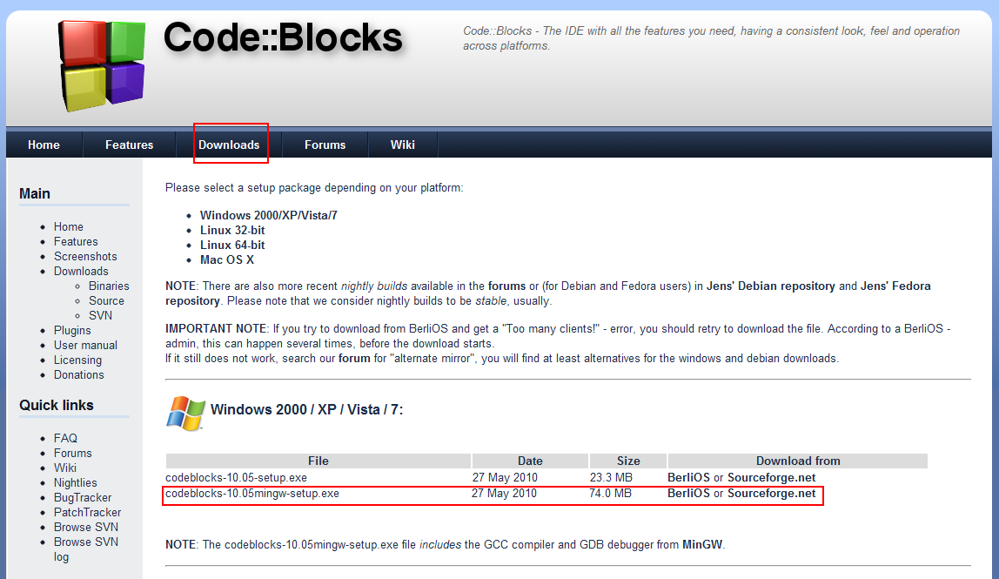 Code::Blocks
Code::Blocks - The IDE with all the features you need, having a consistent look, feel and operation
across platforms.
Home Features Downloads Forums Wiki
Main
Home
Features
Screenshots
Downloads
Binaries
Source
SVN
Plugins
User manual
Licensing
Donations
Quick links
FAQ
Forums
Wiki
Nightlies
BugTracker
PatchTracker
Browse SVN
Browse SVN
log
Please select a setup package depending on your platform:
Windows 2000/XP/Vista/7
Linux 32-bit
Linux 64-bit
Mac OS X
NOTE: There are also more recent nightly builds available in the forums or (for Debian and Fedora users) in Jens' Debian repository and Jens' Fedora
repository. Please note that we consider nightly builds to be stable, usually.
IMPORTANT NOTE: If you try to download from BerliOS and get a "Too many clients!" - error, you should retry to download the file. According to a BerliOS -
admin, this can happen several times, before the download starts.
If it still does not work, search our forum for "alternate mirror", you will find at least alternatives for the windows and debian downloads.
Windows 2000 / XP / Vista / 7:
File Date Size Download from
codeblocks-10.05-setup.exe 27 May 2010 23.3 MB BerliOS or Sourceforge.net
codeblocks-10.05mingw-setup.exe 27 May 2010 74.0 MB BerliOS or Sourceforge.net
NOTE: The codeblocks-10.05mingw-setup.exe file includes the GCC compiler and GDB debugger from MinGW.